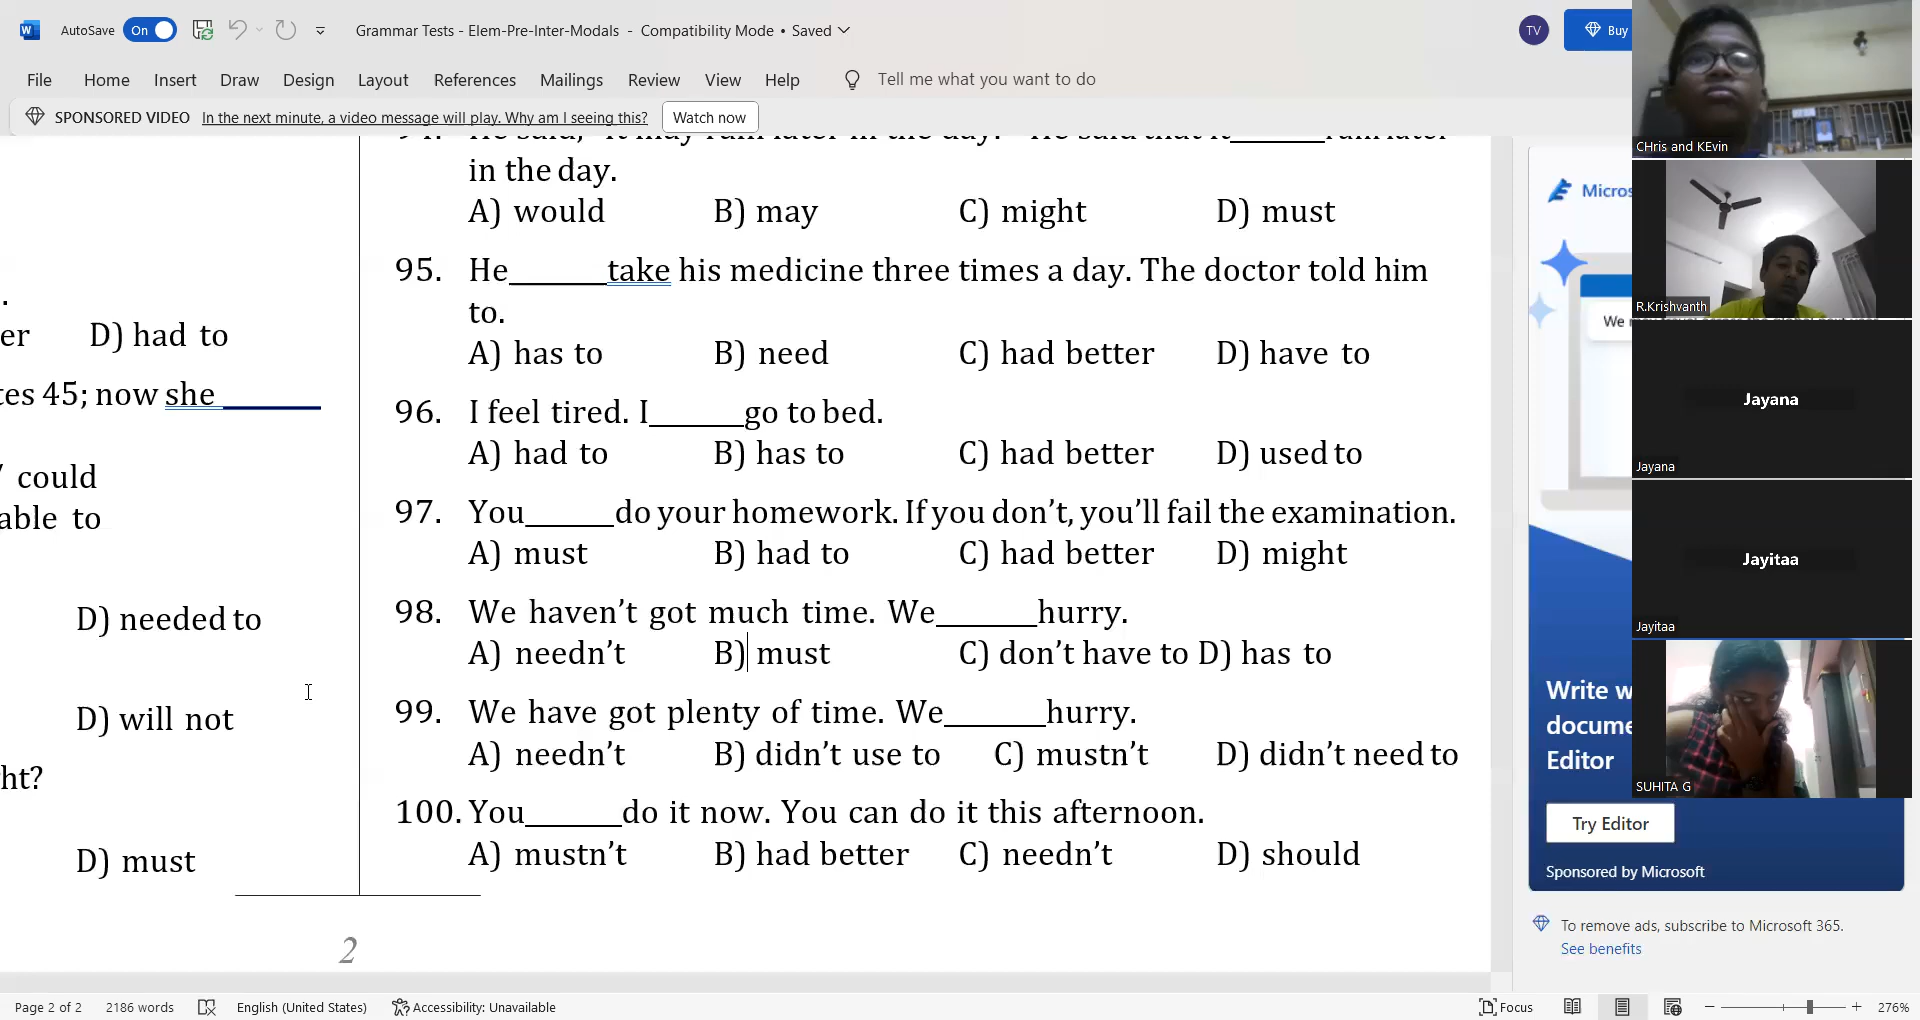 AutoSave On Grammar Tests - Elem-Pre-Inter-Modals - Compatibility Mode • Saved TV Buy
File Home Insert Draw Design Layout References Mailings Review View Help Tell me what you want to do
SPONSORED VIDEO In the next minute, a video message will play. Why am I seeing this? Watch now
in the day.
A) would B) may C) might D) must
95. He_______take his medicine three times a day. The doctor told him
to.
A) has to B) need C) had better D) have to
96. I feel tired. I_______go to bed.
A) had to B) has to C) had better D) used to
97. You_______do your homework. If you don’t, you’ll fail the examination.
A) must B) had to C) had better D) might
98. We haven’t got much time. We_______hurry.
A) needn’t B) must C) don’t have to D) has to
99. We have got plenty of time. We_______hurry.
A) needn’t B) didn’t use to C) mustn’t D) didn’t need to
100. You_______do it now. You can do it this afternoon.
A) mustn’t B) had better C) needn’t D) should
.
er D) had to
tes 45; now she_______
could
able to
D) needed to
D) will not
ht?
D) must
2
CHris and KEvin
R.Krishvanth
Jayana
Jayana
Jayitaa
Jayitaa
SUHITA G
Micros
We
Write w
docume
Editor
Try Editor
Sponsored by Microsoft
To remove ads, subscribe to Microsoft 365.
See benefits
Page 2 of 2 2186 words English (United States) Accessibility: Unavailable Focus 276%